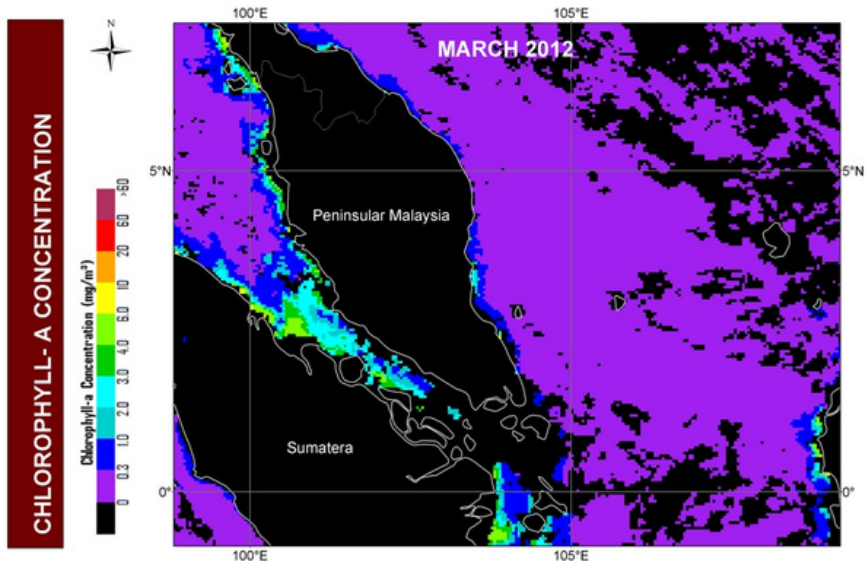 CHLOROPHYLL- A CONCENTRATION
N
Chlorophyll-a Concentration (mg/m³)
>60
60
20
10
6.0
4.0
3.0
2.0
1.0
0.3
0
100°E
105°E
MARCH 2012
5°N
5°N
Peninsular Malaysia
Sumatera
0°
0°
100°E
105°E